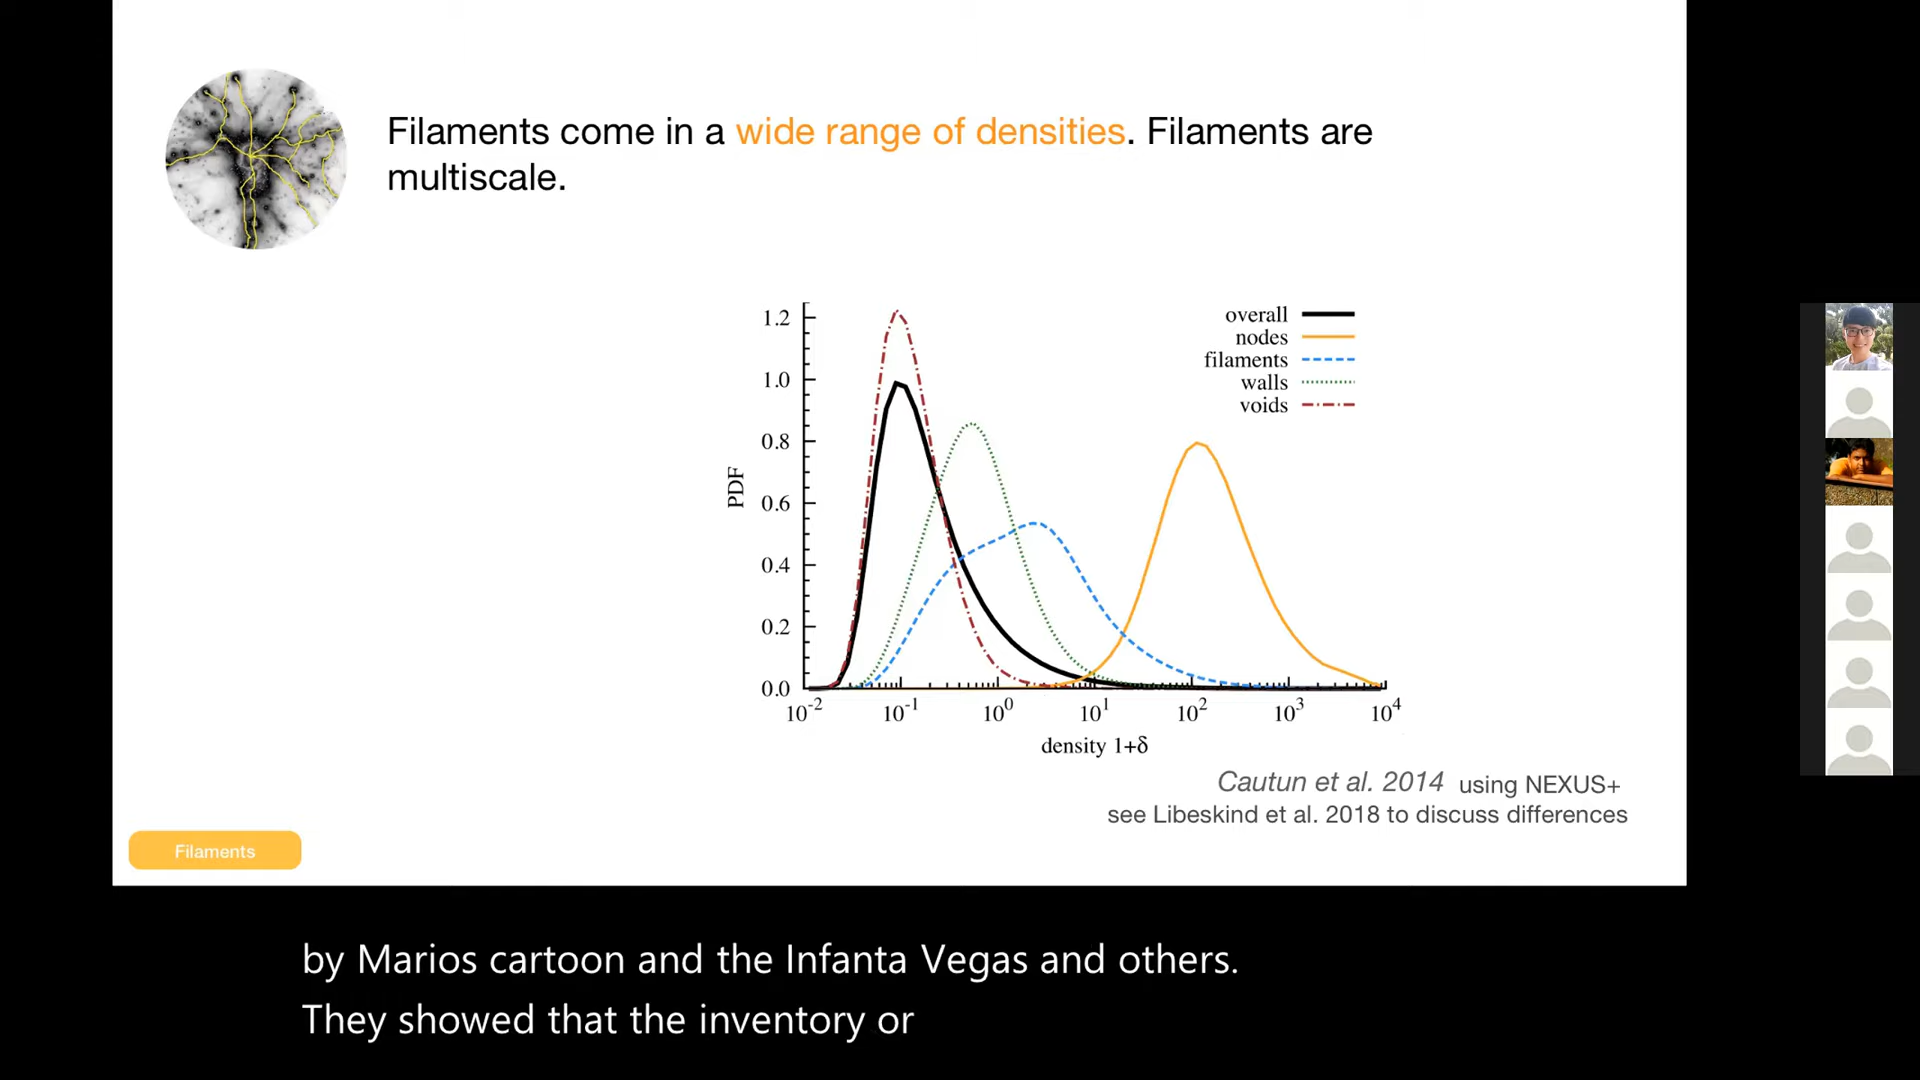 Filaments come in a wide range of densities. Filaments are
multiscale.
overall
nodes
filaments
walls
voids
PDF
1.2
1.0
0.8
0.6
0.4
0.2
0.0
10-2 10-1 100 101 102 103 104
density 1+δ
Cautun et al. 2014 using NEXUS+
see Libeskind et al. 2018 to discuss differences
Filaments
by Marios cartoon and the Infanta Vegas and others.
They showed that the inventory or